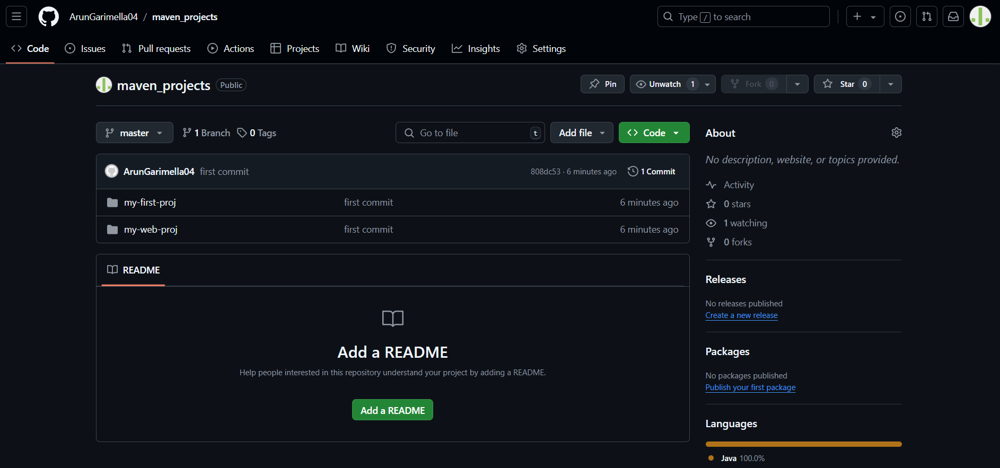 ArunGarimella04 / maven_projects
Type / to search
Code Issues Pull requests Actions Projects Wiki Security Insights Settings
maven_projects Public
Pin Unwatch 1 Fork 0 Star 0
master 1 Branch 0 Tags
Go to file t Add file Code
ArunGarimella04 first commit 808dc53 · 6 minutes ago 1 Commit
my-first-proj first commit 6 minutes ago
my-web-proj first commit 6 minutes ago
README
Add a README
Help people interested in this repository understand your project by adding a README.
Add a README
About
No description, website, or topics provided.
Activity
0 stars
1 watching
0 forks
Releases
No releases published
Create a new release
Packages
No packages published
Publish your first package
Languages
Java 100.0%